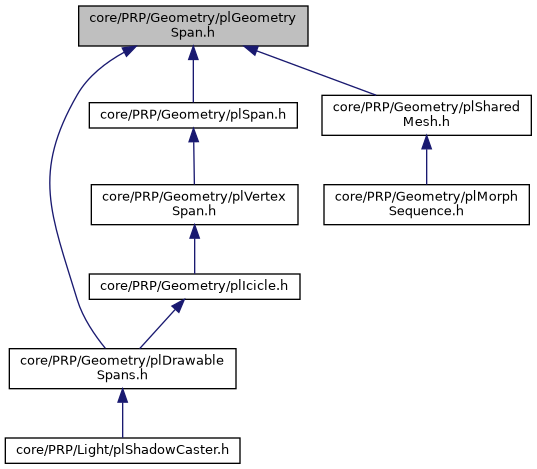 core/PRP/Geometry/plGeometry
Span.h
core/PRP/Geometry/plSpan.h
core/PRP/Geometry/plShared
Mesh.h
core/PRP/Geometry/plVertex
Span.h
core/PRP/Geometry/plMorph
Sequence.h
core/PRP/Geometry/plIcicle.h
core/PRP/Geometry/plDrawable
Spans.h
core/PRP/Light/plShadowCaster.h